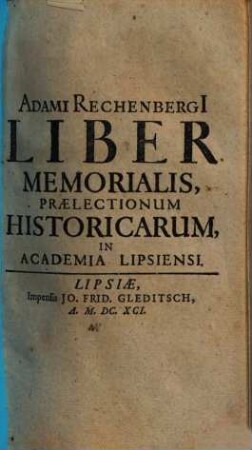 ADAMI RECHENBERGI
LIBER
MEMORIALIS,
PRÆLECTIONUM
HISTORICARUM,
IN
ACADEMIA LIPSIENSI.
LIPSIÆ,
Impensis JO. FRID. GLEDITSCH,
A. M. DC. XCI.